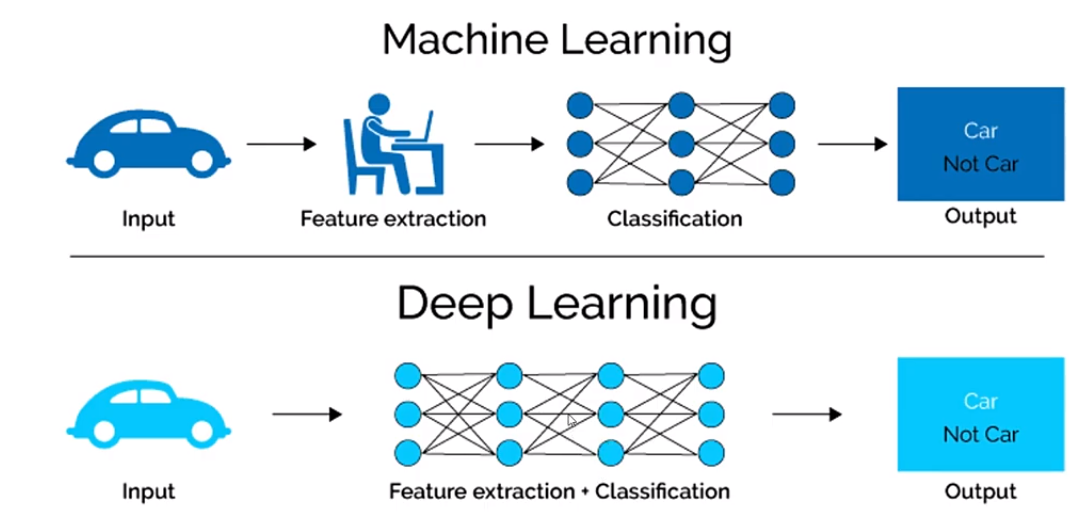 Machine Learning
Car
Not Car
Input
Feature extraction
Classification
Output
Deep Learning
Car
Not Car
Input
Feature extraction + Classification
Output